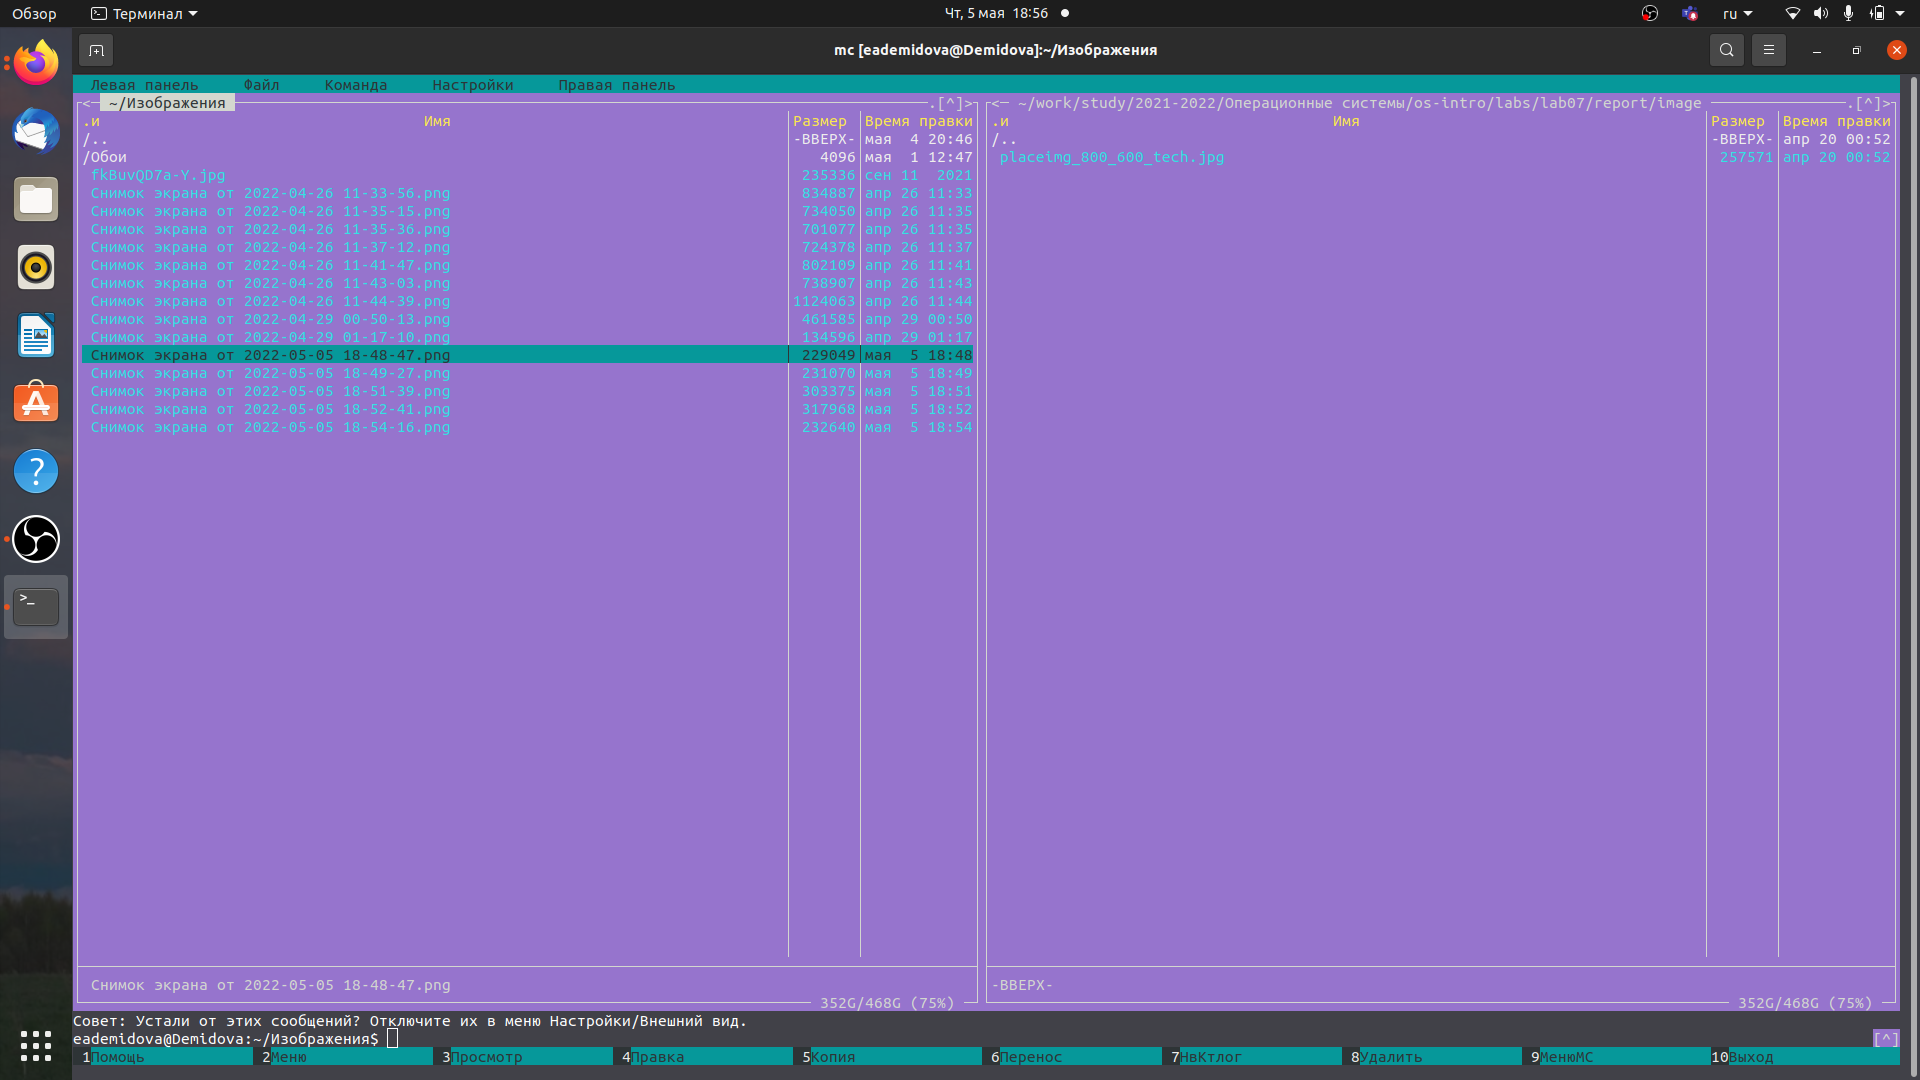 Обзор Терминал Чт, 5 мая 18:56 ru
mc [eademidova@Demidova]:~/Изображения
Левая панель Файл Команда Настройки Правая панель
<─ ~/Изображения .[^]>
.и Имя Размер Время правки
/.. -ВВЕРХ- мая 4 20:46
/Обои 4096 мая 1 12:47
fkBuvQD7a-Y.jpg 235336 сен 11 2021
Снимок экрана от 2022-04-26 11-33-56.png 834887 апр 26 11:33
Снимок экрана от 2022-04-26 11-35-15.png 734050 апр 26 11:35
Снимок экрана от 2022-04-26 11-35-36.png 701077 апр 26 11:35
Снимок экрана от 2022-04-26 11-37-12.png 724378 апр 26 11:37
Снимок экрана от 2022-04-26 11-41-47.png 802109 апр 26 11:41
Снимок экрана от 2022-04-26 11-43-03.png 738907 апр 26 11:43
Снимок экрана от 2022-04-26 11-44-39.png 1124063 апр 26 11:44
Снимок экрана от 2022-04-29 00-50-13.png 461585 апр 29 00:50
Снимок экрана от 2022-04-29 01-17-10.png 134596 апр 29 01:17
Снимок экрана от 2022-05-05 18-48-47.png 229049 мая 5 18:48
Снимок экрана от 2022-05-05 18-49-27.png 231070 мая 5 18:49
Снимок экрана от 2022-05-05 18-51-39.png 303375 мая 5 18:51
Снимок экрана от 2022-05-05 18-52-41.png 317968 мая 5 18:52
Снимок экрана от 2022-05-05 18-54-16.png 232640 мая 5 18:54
Снимок экрана от 2022-05-05 18-48-47.png
352G/468G (75%)
<─ ~/work/study/2021-2022/Операционные системы/os-intro/labs/lab07/report/image .[^]>
.и Имя Размер Время правки
/.. -ВВЕРХ- апр 20 00:52
placeimg_800_600_tech.jpg 257571 апр 20 00:52
-ВВЕРХ-
352G/468G (75%)
Совет: Устали от этих сообщений? Отключите их в меню Настройки/Внешний вид.
eademidova@Demidova:~/Изображения$ [^]
1Помощь 2Меню 3Просмотр 4Правка 5Копия 6Перенос 7НвКтлог 8Удалить 9МенюМС 10Выход